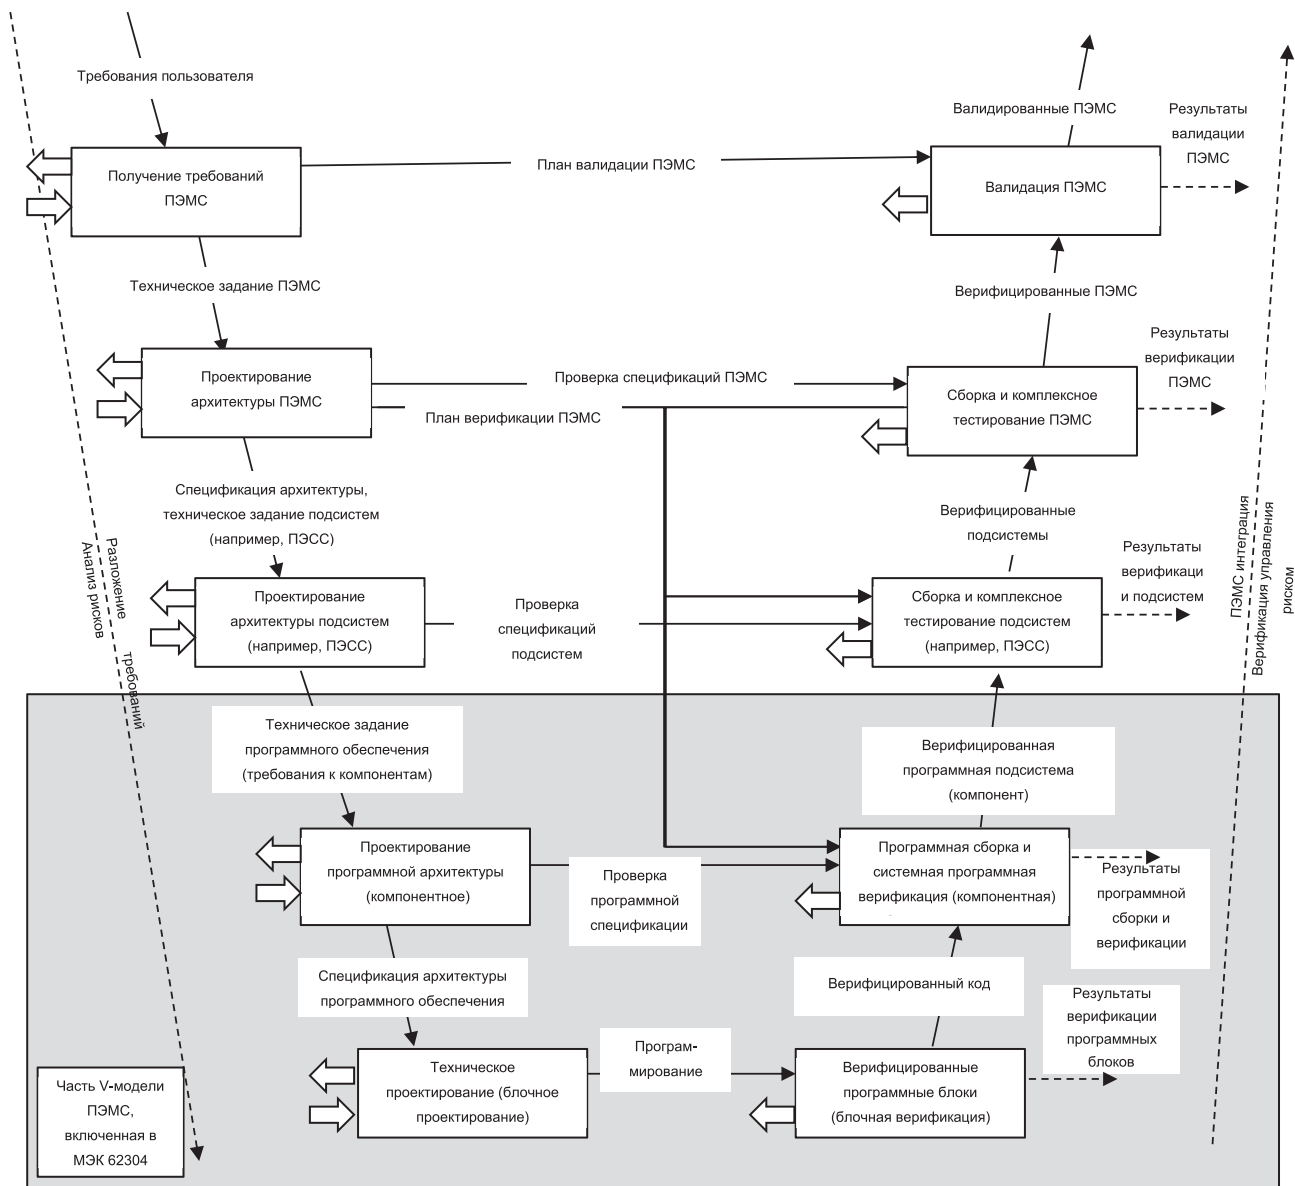 Требования пользователя
Получение требований
ПЭМС
План валидации ПЭМС
Валидированные ПЭМС
Результаты
валидации
ПЭМС
Валидация ПЭМС
Техническое задание ПЭМС
Верифицированные ПЭМС
Результаты
верификации
ПЭМС
Проектирование
архитектуры ПЭМС
Проверка спецификаций ПЭМС
План верификации ПЭМС
Сборка и комплексное
тестирование ПЭМС
Спецификация архитектуры,
техническое задание подсистем
(например, ПЭСС)
Верифицированные
подсистемы
Результаты
верификаци
и подсистем
Разложение требований
Анализ рисков
ПЭМС интеграция
Верификация управления
риском
Проектирование
архитектуры подсистем
(например, ПЭСС)
Проверка
спецификаций
подсистем
Сборка и комплексное
тестирование подсистем
(например, ПЭСС)
Техническое задание
программного обеспечения
(требования к компонентам)
Верифицированная
программная подсистема
(компонент)
Проектирование
программной архитектуры
(компонентное)
Проверка
программной
спецификации
Программная сборка и
системная программная
верификация (компонентная)
Результаты
программной
сборки и
верификации
Спецификация архитектуры
программного обеспечения
Верифицированный код
Результаты
верификации
программных
блоков
Техническое
проектирование (блочное
проектирование)
Програм-
мирование
Верифицированные
программные блоки
(блочная верификация)
Часть V-модели
ПЭМС,
включенная в
МЭК 62304